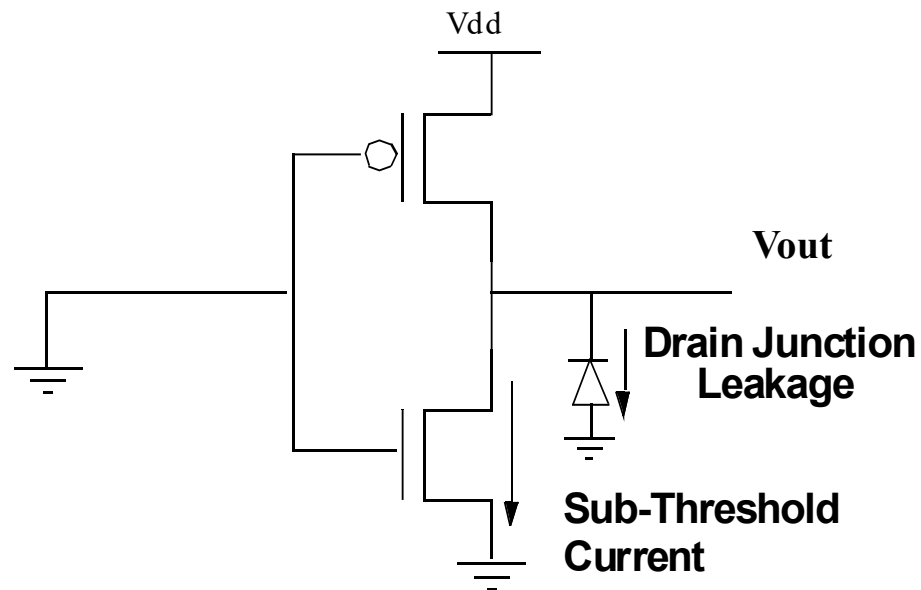 Vdd
Vout
Drain Junction
Leakage
Sub-Threshold
Current